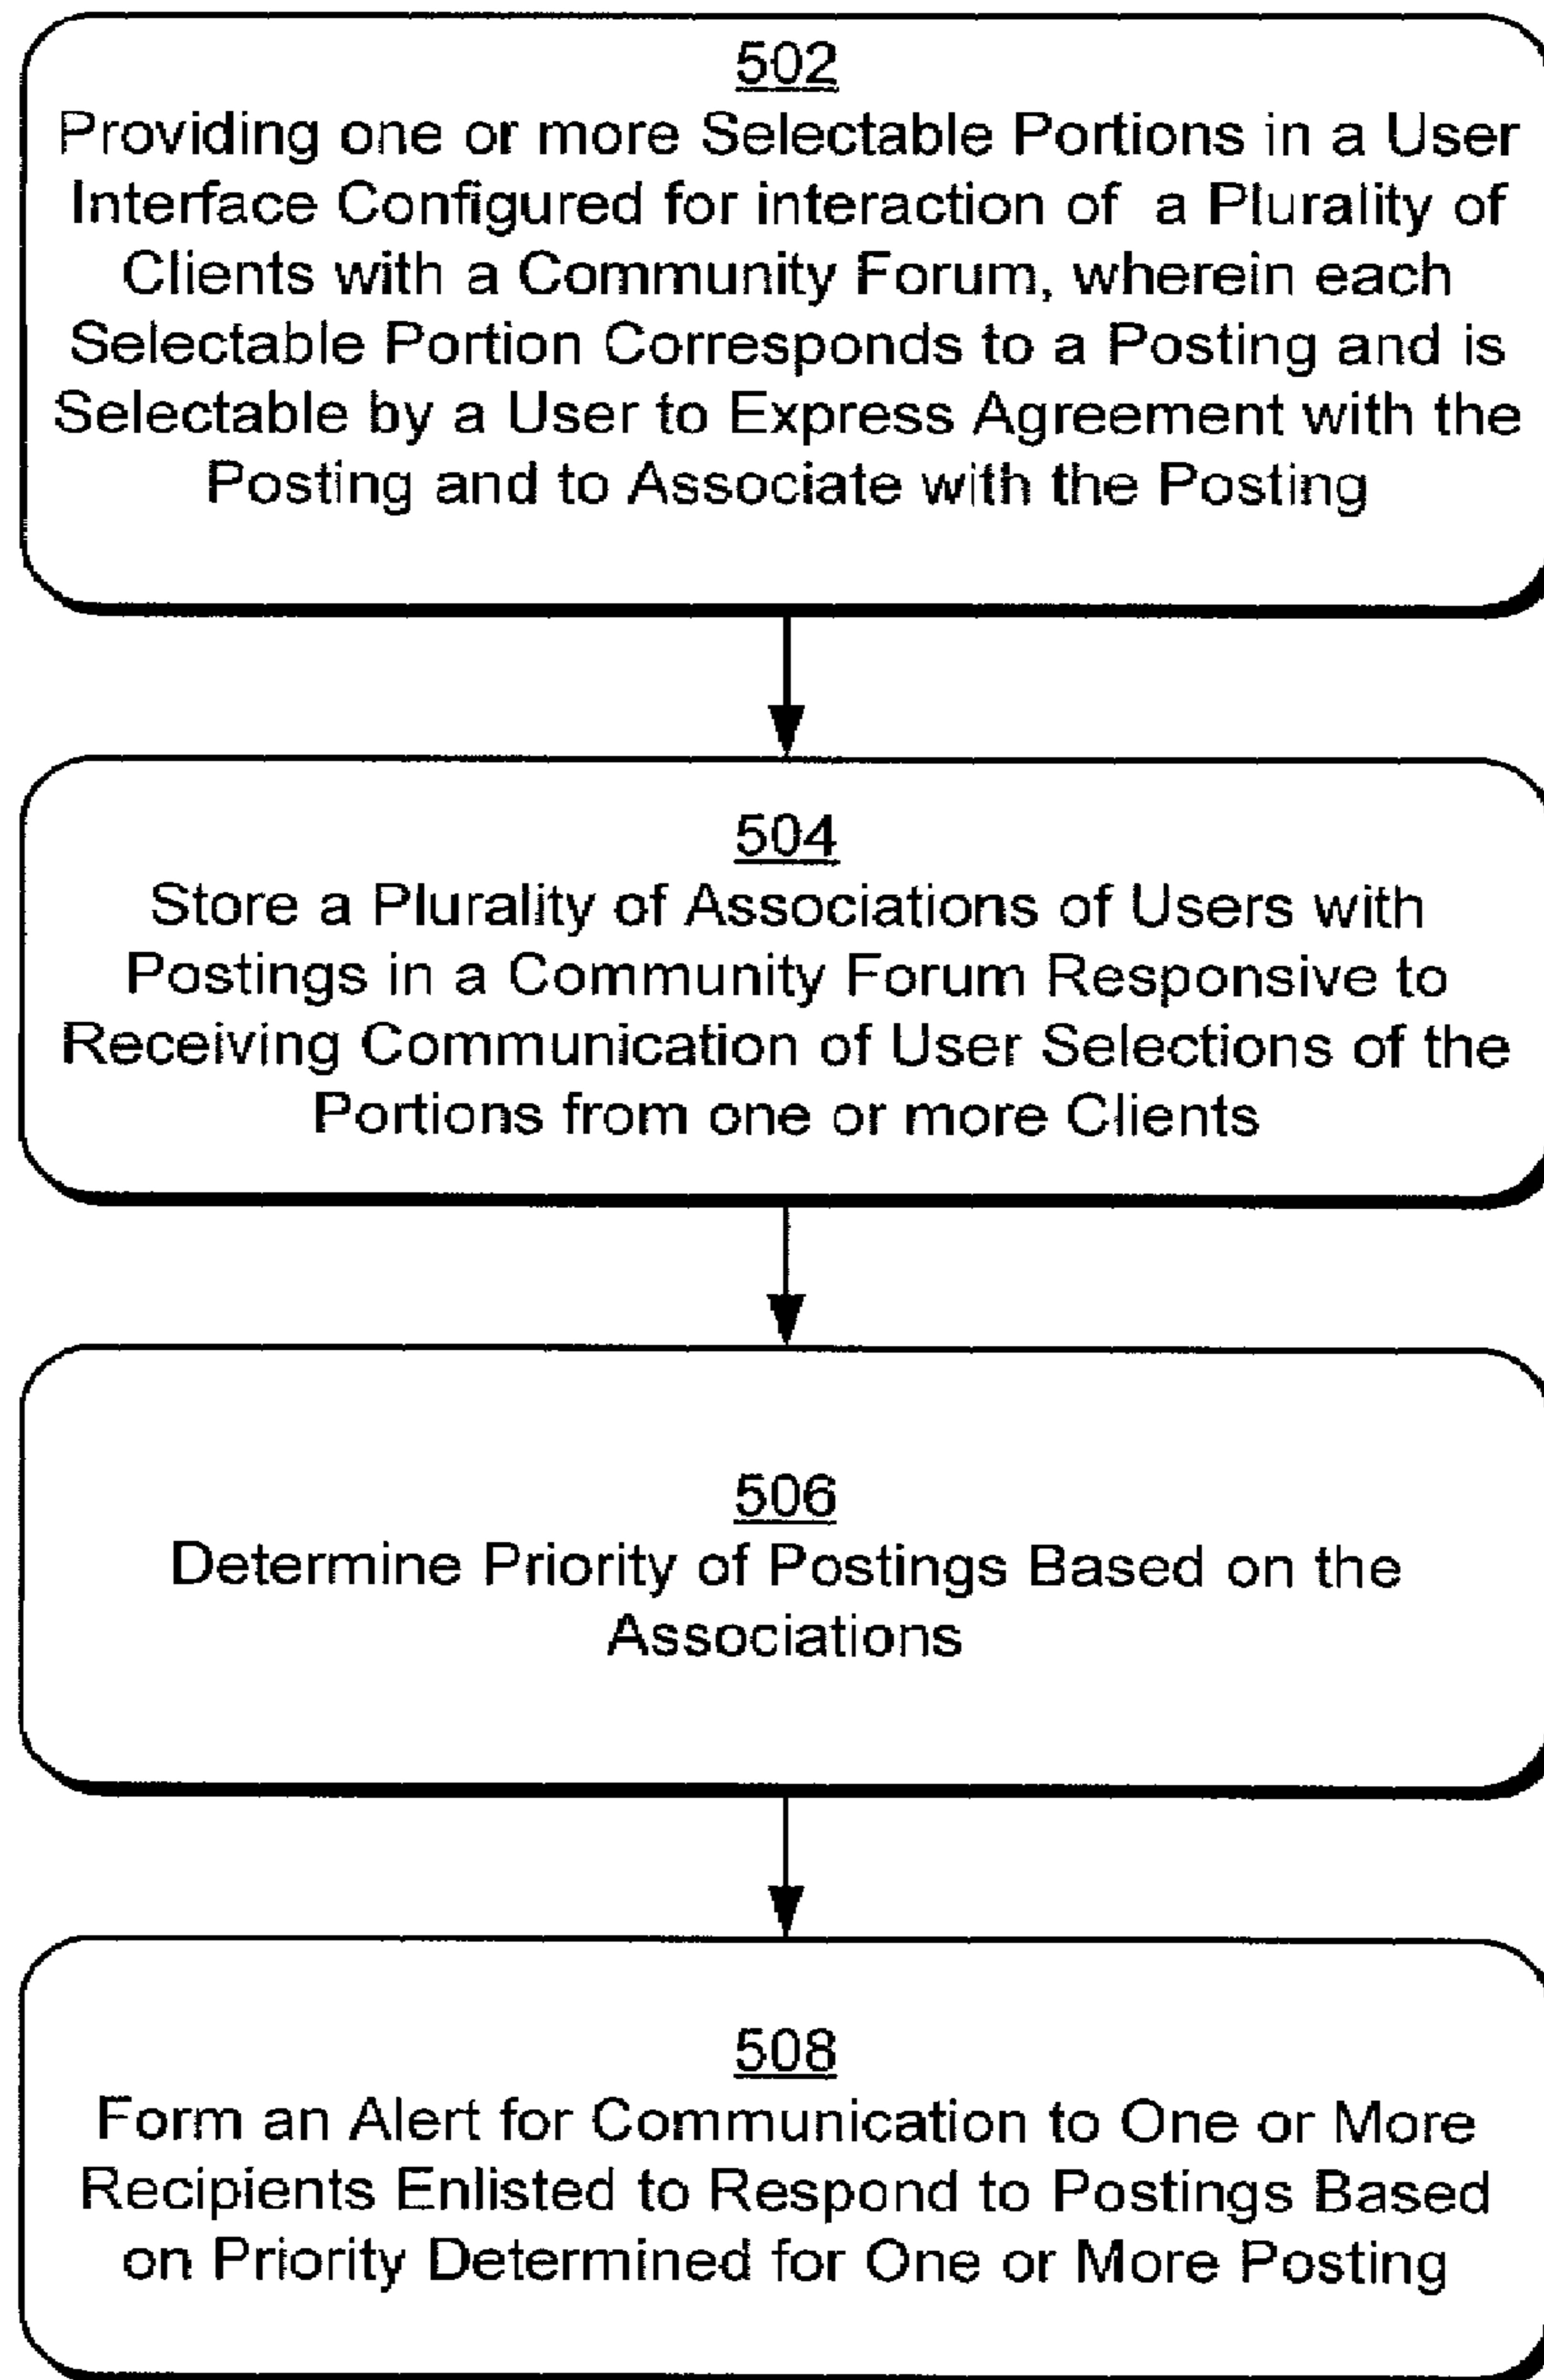 502
Providing one or more Selectable Portions in a User
Interface Configured for interaction of a Plurality of
Clients with a Community Forum, wherein each
Selectable Portion Corresponds to a Posting and is
Selectable by a User to Express Agreement with the
Posting and to Associate with the Posting
504
Store a Plurality of Associations of Users with
Postings in a Community Forum Responsive to
Receiving Communication of User Selections of the
Portions from one or more Clients
506
Determine Priority of Postings Based on the
Associations
508
Form an Alert for Communication to One or More
Recipients Enlisted to Respond to Postings Based
on Priority Determined for One or More Posting